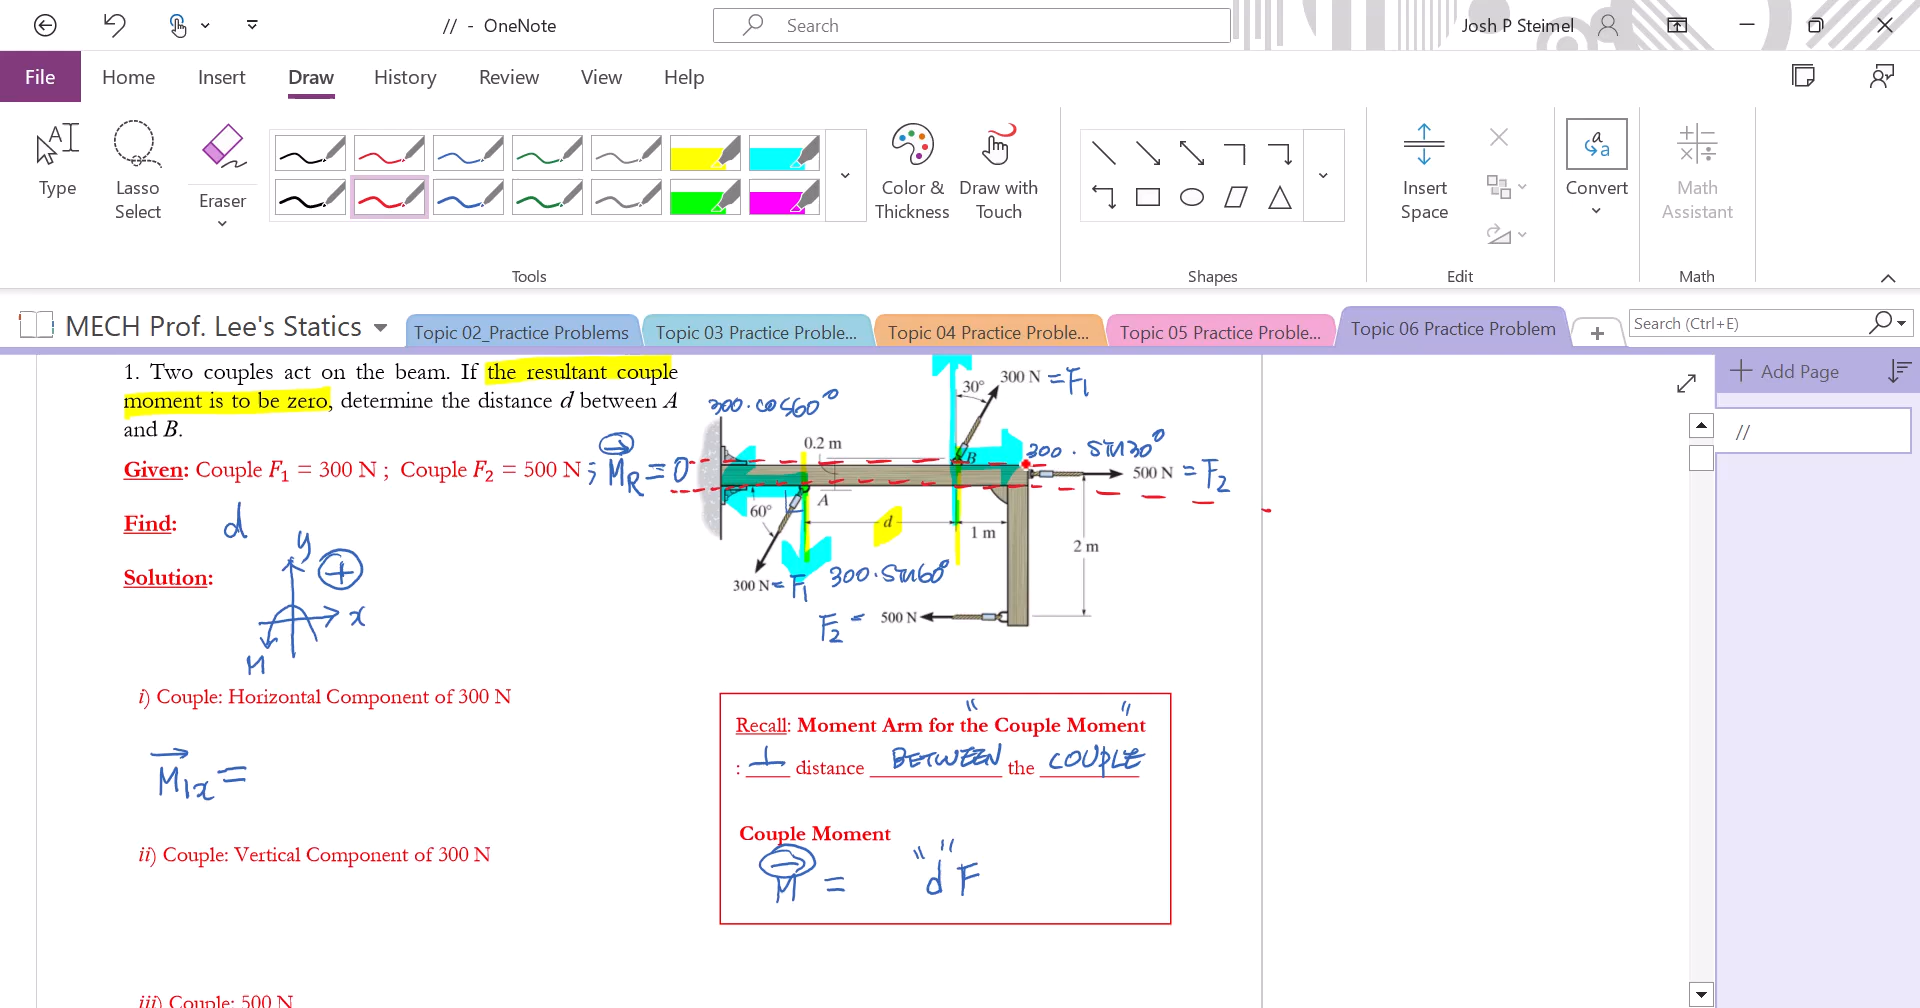 // - OneNote
Search
Josh P Steimel
File Home Insert Draw History Review View Help
Type
Lasso Select
Eraser
Color & Thickness
Draw with Touch
Insert Space
Convert
Math Assistant
Tools Shapes Edit Math
MECH Prof. Lee's Statics
Topic 02_Practice Problems
Topic 03 Practice Proble...
Topic 04 Practice Proble...
Topic 05 Practice Proble...
Topic 06 Practice Problem
+
Search (Ctrl+E)
Add Page
//
1. Two couples act on the beam. If the resultant couple
moment is to be zero, determine the distance d between A
and B.
Given: Couple F1 = 300 N ; Couple F2 = 500 N ; MR = 0
Find: d
Solution:
y
+
x
M
300·cos60°
30° 300 N = F1
0.2 m
B
300 · sin30°
500 N = F2
A
60°
d
1 m
2 m
300 N = F1
300·sin60°
F2 = 500 N
i) Couple: Horizontal Component of 300 N
M1x =
ii) Couple: Vertical Component of 300 N
iii) Couple: 500 N
Recall: Moment Arm for "the Couple Moment"
: ⊥ distance BETWEEN the COUPLE
Couple Moment
M = "d" F